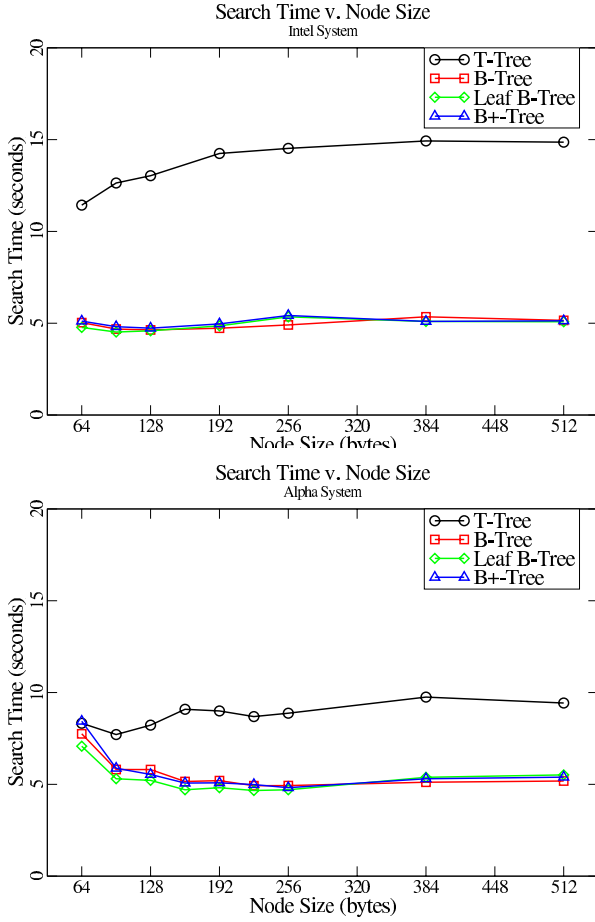 Search Time v. Node Size
Intel System
20
15
10
5
0
Search Time (seconds)
T-Tree
B-Tree
Leaf B-Tree
B+-Tree
64 128 192 256 320 384 448 512
Node Size (bytes)
Search Time v. Node Size
Alpha System
20
15
10
5
0
Search Time (seconds)
T-Tree
B-Tree
Leaf B-Tree
B+-Tree
64 128 192 256 320 384 448 512
Node Size (bytes)